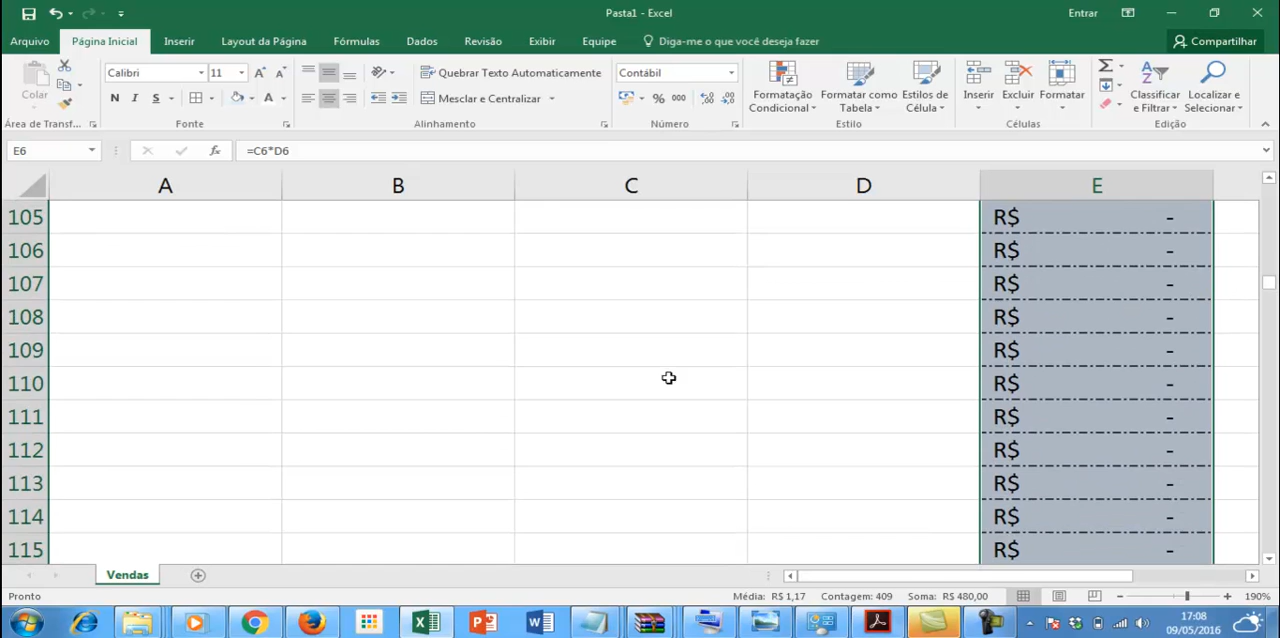 Pasta1 - Excel
Entrar
Arquivo Página Inicial Inserir Layout da Página Fórmulas Dados Revisão Exibir Equipe Diga-me o que você deseja fazer Compartilhar
Colar
Calibri 11
N I S A
Quebrar Texto Automaticamente
Mesclar e Centralizar
Contábil
% 000
Formatação Condicional
Formatar como Tabela
Estilos de Célula
Inserir
Excluir
Formatar
Classificar e Filtrar
Localizar e Selecionar
Área de Transf... Fonte Alinhamento Número Estilo Células Edição
E6 fx =C6*D6
A B C D E
105 R$ -
106 R$ -
107 R$ -
108 R$ -
109 R$ -
110 R$ -
111 R$ -
112 R$ -
113 R$ -
114 R$ -
115 R$ -
Vendas
Pronto Média: R$ 1,17 Contagem: 409 Soma: R$ 480,00 190%
17:08
09/05/2016